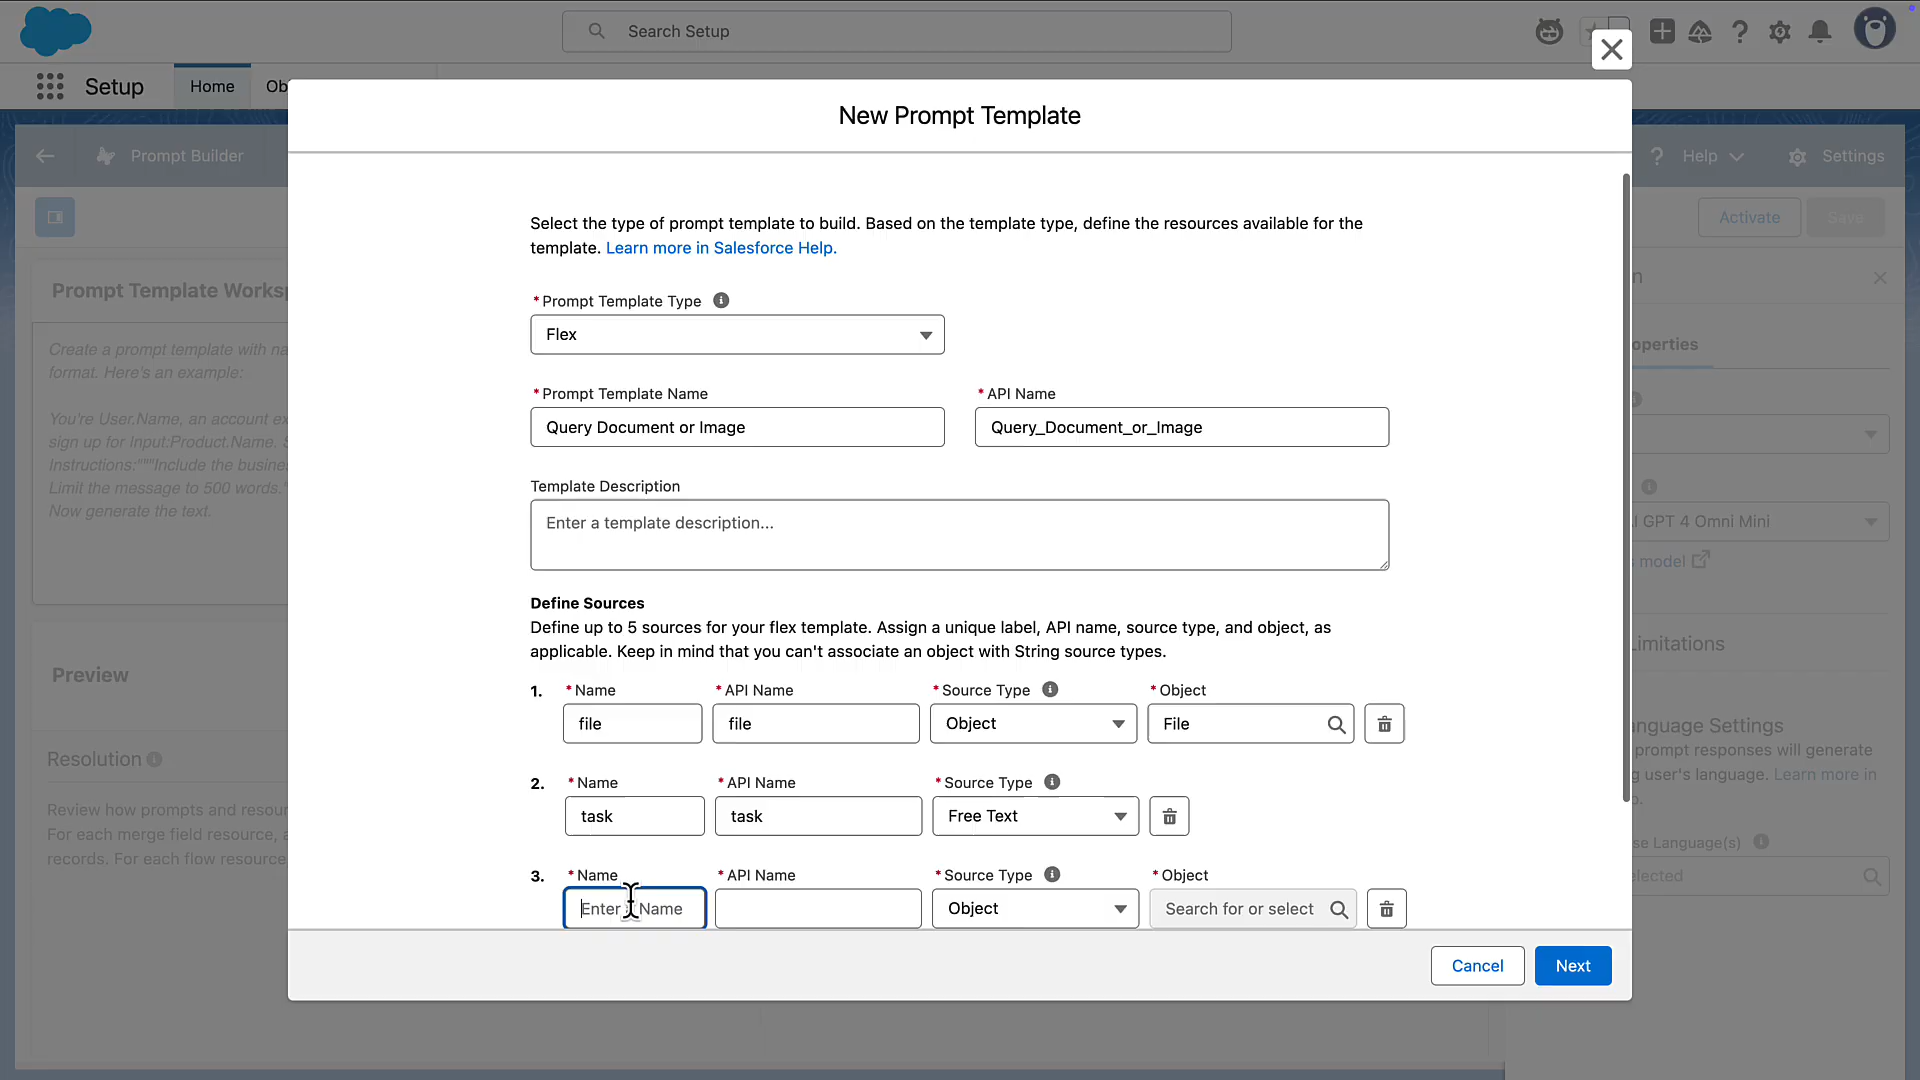 Search Setup
Setup
Home
Ob
New Prompt Template
Prompt Builder
Help
Settings
Select the type of prompt template to build. Based on the template type, define the resources available for the
template. Learn more in Salesforce Help.
Activate
Save
Prompt Template Worksp
n
*Prompt Template Type
Flex
Create a prompt template with na
format. Here's an example:
operties
*Prompt Template Name
*API Name
Query Document or Image
Query_Document_or_Image
You're User.Name, an account ex
sign up for Input:Product.Name. S
Instructions:"""Include the busine
Limit the message to 500 words."
Now generate the text.
Template Description
Enter a template description...
I GPT 4 Omni Mini
model
Define Sources
Define up to 5 sources for your flex template. Assign a unique label, API name, source type, and object, as
applicable. Keep in mind that you can't associate an object with String source types.
Limitations
Preview
1. *Name *API Name *Source Type *Object
file file Object File
nguage Settings
prompt responses will generate
g user's language. Learn more in
p.
Resolution
2. *Name *API Name *Source Type
task task Free Text
Review how prompts and resour
For each merge field resource, a
records. For each flow resource
se Language(s)
elected
3. *Name *API Name *Source Type *Object
Enter Name Object Search for or select
Cancel
Next